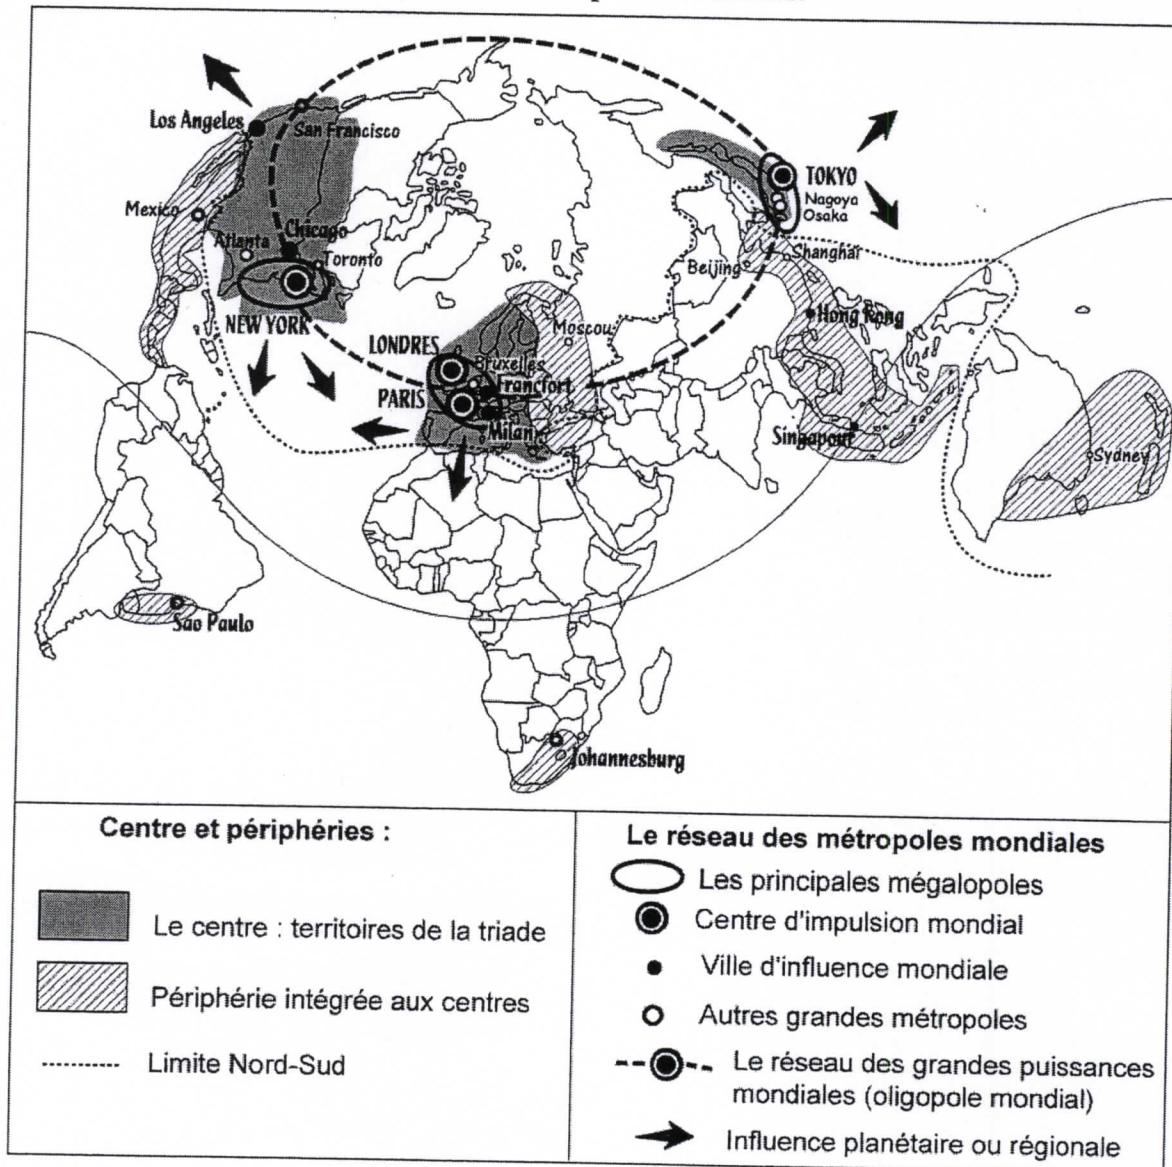 Los Angeles
San Francisco
TOKYO
Nagoya
Osaka
Mexico
Chicago
Atlanta
Toronto
Shanghaï
Beijing
NEW YORK
Hong Kong
Moscou
LONDRES
Bruxelles
Francfort
PARIS
Milan
Singapour
Sydney
Sao Paulo
Johannesburg
Centre et périphéries :
Le centre : territoires de la triade
Périphérie intégrée aux centres
Limite Nord-Sud
Le réseau des métropoles mondiales
Les principales mégalopoles
Centre d'impulsion mondial
Ville d'influence mondiale
Autres grandes métropoles
Le réseau des grandes puissances
mondiales (oligopole mondial)
Influence planétaire ou régionale